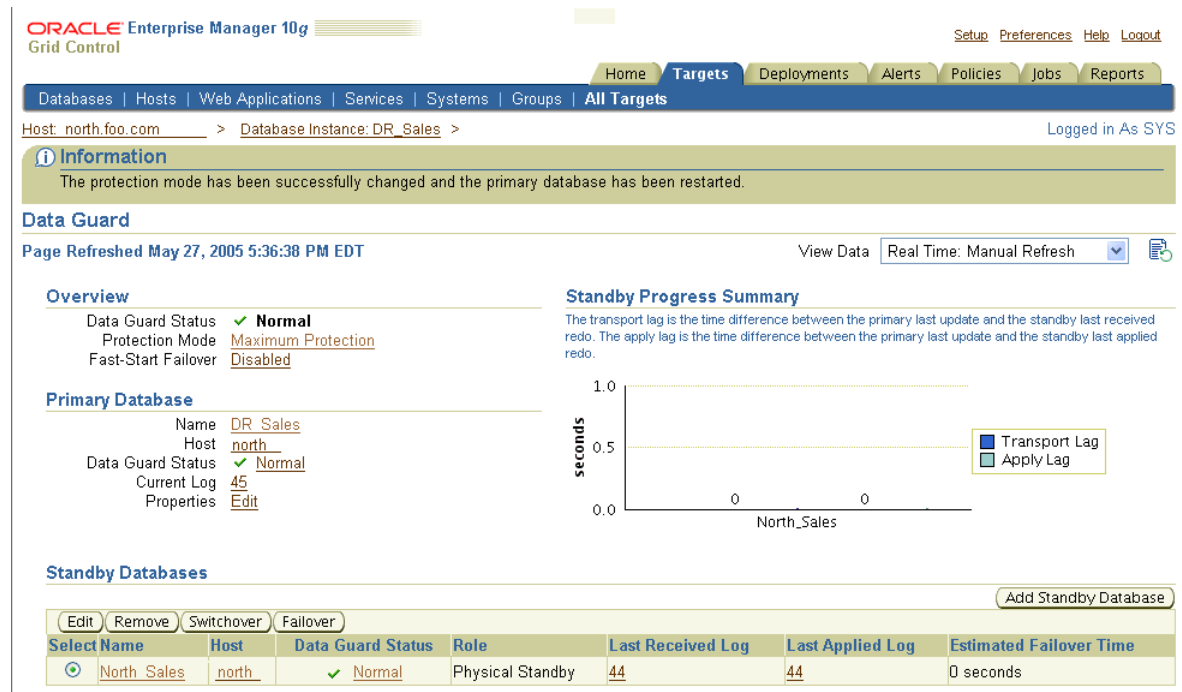 ORACLE Enterprise Manager 10g
Grid Control
Setup Preferences Help Logout
Home Targets Deployments Alerts Policies Jobs Reports
Databases | Hosts | Web Applications | Services | Systems | Groups | All Targets
Host: north.foo.com > Database Instance: DR_Sales >
Logged in As SYS
Information
The protection mode has been successfully changed and the primary database has been restarted.
Data Guard
Page Refreshed May 27, 2005 5:36:38 PM EDT
View Data Real Time: Manual Refresh
Overview
Data Guard Status Normal
Protection Mode Maximum Protection
Fast-Start Failover Disabled
Primary Database
Name DR_Sales
Host north
Data Guard Status Normal
Current Log 45
Properties Edit
Standby Progress Summary
The transport lag is the time difference between the primary last update and the standby last received
redo. The apply lag is the time difference between the primary last update and the standby last applied
redo.
1.0
seconds
0.5
0.0
0 0
North_Sales
Transport Lag
Apply Lag
Standby Databases
Add Standby Database
Edit Remove Switchover Failover
Select Name Host Data Guard Status Role Last Received Log Last Applied Log Estimated Failover Time
North_Sales north Normal Physical Standby 44 44 0 seconds